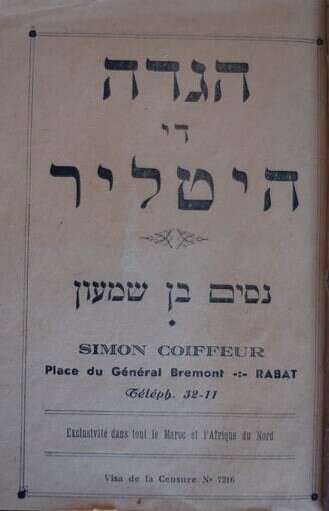 הגדה
די
היטליר
נסים בן שמעון
SIMON COIFFEUR
Place du Général Bremont -:- RABAT
Téléph. 32-11
Exclusivité dans tout le Maroc et l'Afrique du Nord
Visa de la Censure Nº 7216